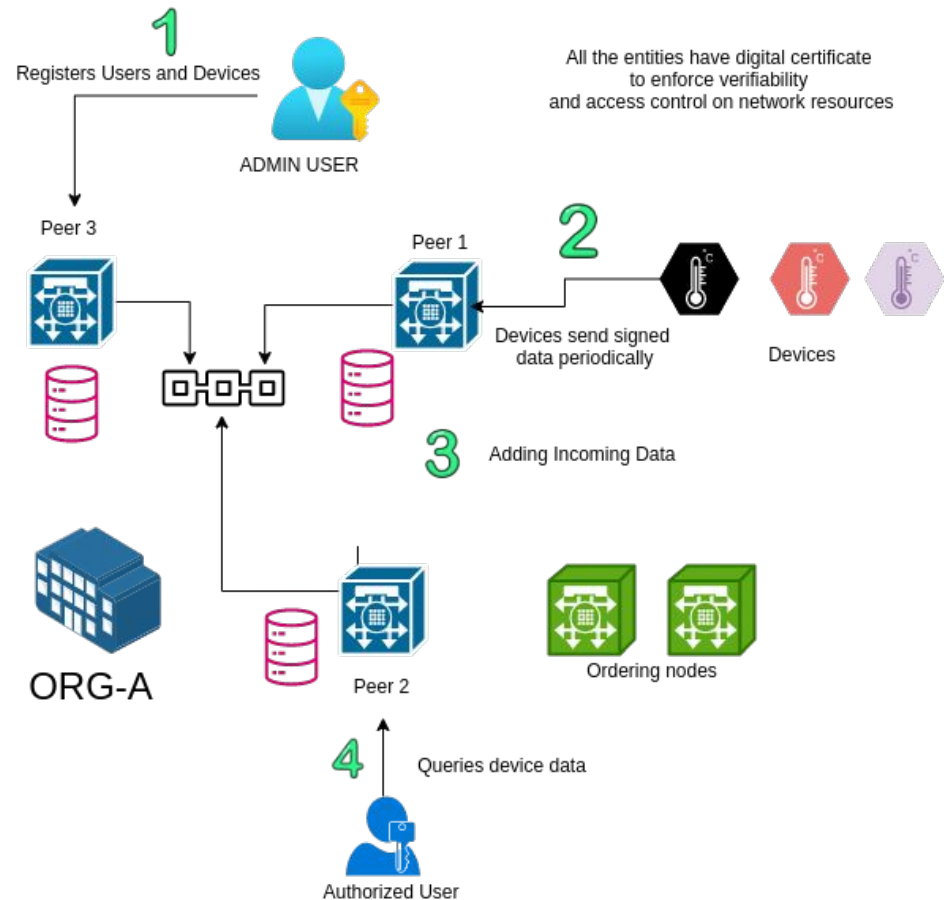 1
Registers Users and Devices
ADMIN USER
All the entities have digital certificate
to enforce verifiability
and access control on network resources
Peer 3
Peer 1
2
°C
°C
°C
Devices send signed
data periodically
Devices
3
Adding Incoming Data
ORG-A
Peer 2
Ordering nodes
4
Queries device data
Authorized User